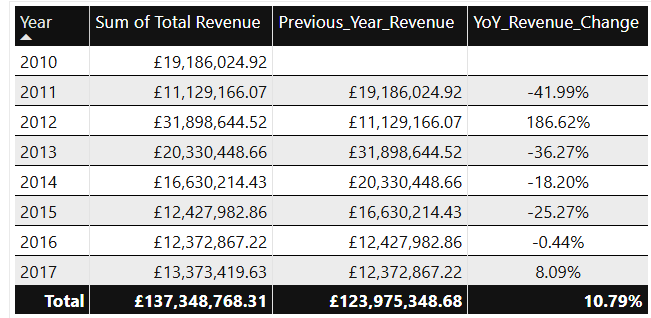 Year Sum of Total Revenue Previous_Year_Revenue YoY_Revenue_Change
2010 £19,186,024.92
2011 £11,129,166.07 £19,186,024.92 -41.99%
2012 £31,898,644.52 £11,129,166.07 186.62%
2013 £20,330,448.66 £31,898,644.52 -36.27%
2014 £16,630,214.43 £20,330,448.66 -18.20%
2015 £12,427,982.86 £16,630,214.43 -25.27%
2016 £12,372,867.22 £12,427,982.86 -0.44%
2017 £13,373,419.63 £12,372,867.22 8.09%
Total £137,348,768.31 £123,975,348.68 10.79%